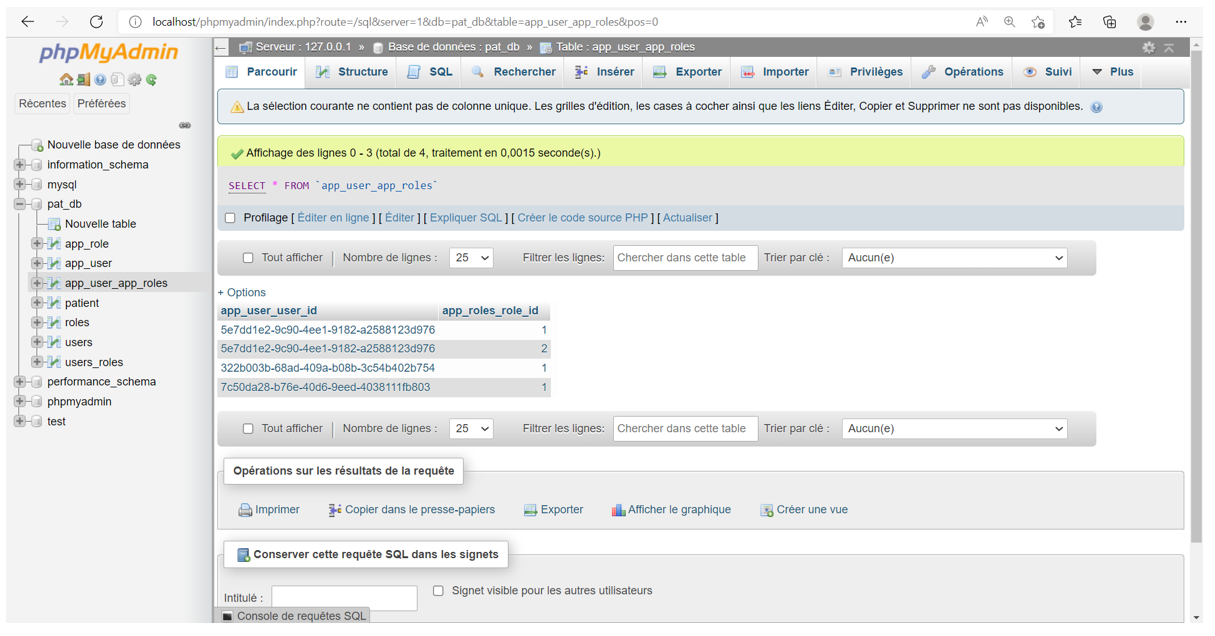 localhost/phpmyadmin/index.php?route=/sql&server=1&db=pat_db&table=app_user_app_roles&pos=0
phpMyAdmin
Récentes Préférées
Nouvelle base de données
information_schema
mysql
pat_db
Nouvelle table
app_role
app_user
app_user_app_roles
patient
roles
users
users_roles
performance_schema
phpmyadmin
test
Serveur : 127.0.0.1 » Base de données : pat_db » Table : app_user_app_roles
Parcourir Structure SQL Rechercher Insérer Exporter Importer Privilèges Opérations Suivi Plus
La sélection courante ne contient pas de colonne unique. Les grilles d'édition, les cases à cocher ainsi que les liens Éditer, Copier et Supprimer ne sont pas disponibles.
Affichage des lignes 0 - 3 (total de 4, traitement en 0,0015 seconde(s).)
SELECT * FROM `app_user_app_roles`
Profilage [ Éditer en ligne ] [ Éditer ] [ Expliquer SQL ] [ Créer le code source PHP ] [ Actualiser ]
Tout afficher Nombre de lignes : 25 Filtrer les lignes: Chercher dans cette table Trier par clé : Aucun(e)
+ Options
app_user_user_id app_roles_role_id
5e7dd1e2-9c90-4ee1-9182-a2588123d976 1
5e7dd1e2-9c90-4ee1-9182-a2588123d976 2
322b003b-68ad-409a-b08b-3c54b402b754 1
7c50da28-b76e-40d6-9eed-4038111fb803 1
Tout afficher Nombre de lignes : 25 Filtrer les lignes: Chercher dans cette table Trier par clé : Aucun(e)
Opérations sur les résultats de la requête
Imprimer Copier dans le presse-papiers Exporter Afficher le graphique Créer une vue
Conserver cette requête SQL dans les signets
Intitulé : Signet visible pour les autres utilisateurs
Console de requêtes SQL